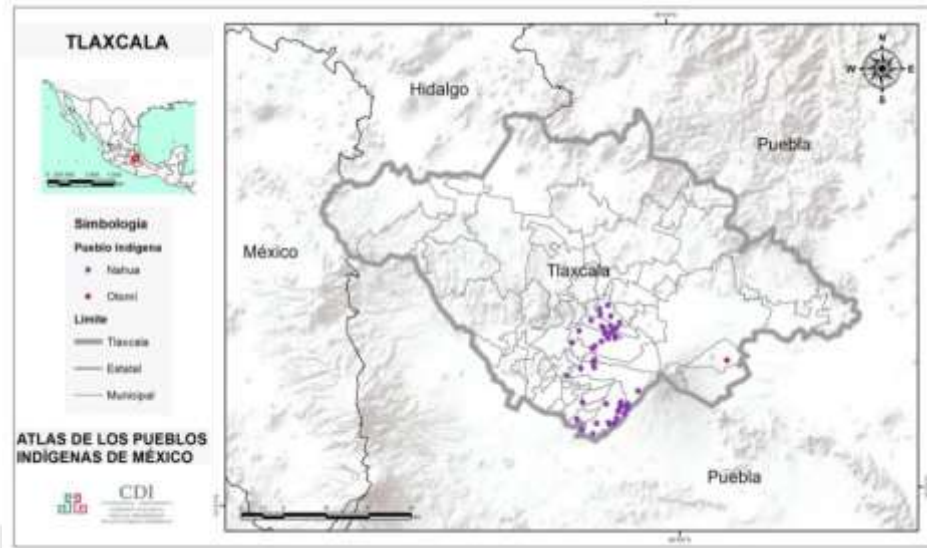 TLAXCALA
Simbología
Pueblo indígena
Nahua
Otomí
Límite
Tlaxcala
Estatal
Municipal
ATLAS DE LOS PUEBLOS
INDÍGENAS DE MÉXICO
CDI
Hidalgo
Puebla
México
Tlaxcala
Puebla
N
W
E
S